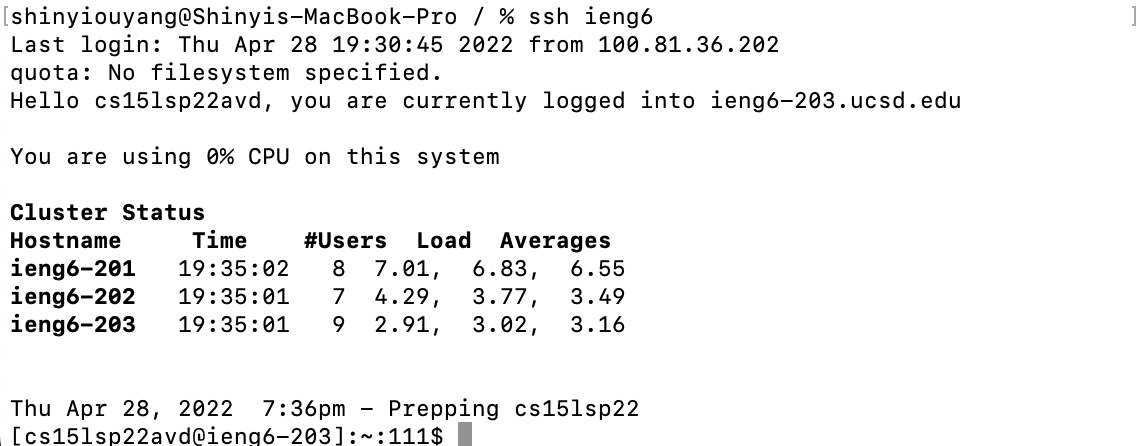 [shinyiouyang@Shinyis-MacBook-Pro / % ssh ieng6 ]
Last login: Thu Apr 28 19:30:45 2022 from 100.81.36.202
quota: No filesystem specified.
Hello cs15lsp22avd, you are currently logged into ieng6-203.ucsd.edu
You are using 0% CPU on this system
Cluster Status
Hostname     Time    #Users  Load  Averages
ieng6-201   19:35:02   8  7.01,  6.83,  6.55
ieng6-202   19:35:01   7  4.29,  3.77,  3.49
ieng6-203   19:35:01   9  2.91,  3.02,  3.16
Thu Apr 28, 2022  7:36pm - Prepping cs15lsp22
[cs15lsp22avd@ieng6-203]:~:111$